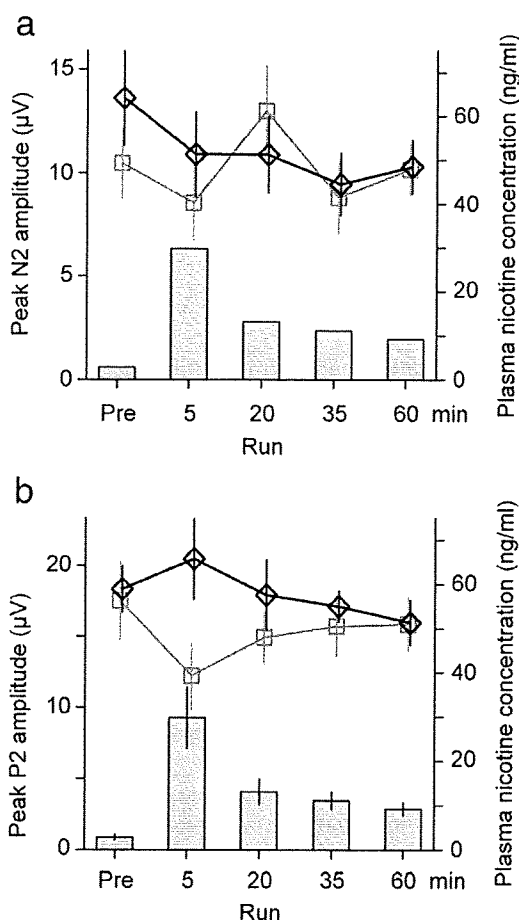 a
Peak N2 amplitude (µV)
15
10
5
0
60
40
20
0
Plasma nicotine concentration (ng/ml)
Pre 5 20 35 60 min
Run
b
Peak P2 amplitude (µV)
20
10
0
60
40
20
0
Plasma nicotine concentration (ng/ml)
Pre 5 20 35 60 min
Run